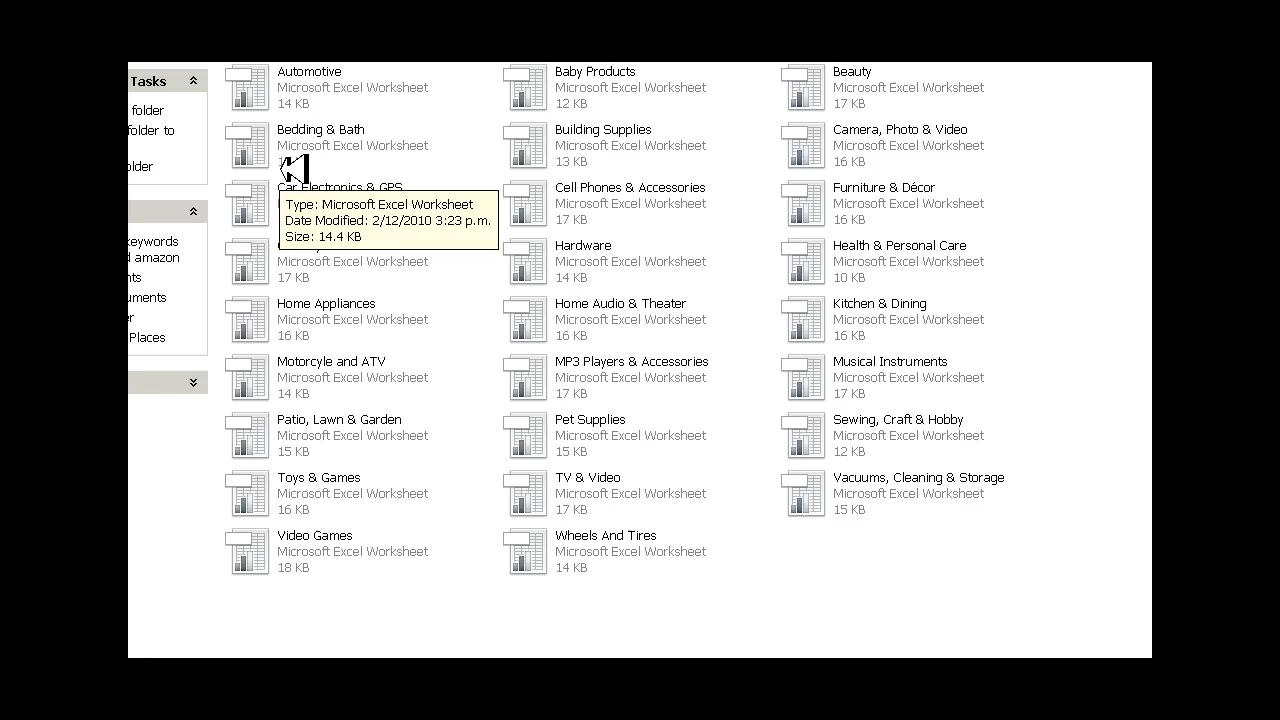 Tasks
folder
folder to
older
keywords
d amazon
nts
uments
er
Places
Automotive
Microsoft Excel Worksheet
14 KB
Baby Products
Microsoft Excel Worksheet
12 KB
Beauty
Microsoft Excel Worksheet
17 KB
Bedding & Bath
Microsoft Excel Worksheet
Building Supplies
Microsoft Excel Worksheet
13 KB
Camera, Photo & Video
Microsoft Excel Worksheet
16 KB
Car Electronics & GPS
Type: Microsoft Excel Worksheet
Date Modified: 2/12/2010 3:23 p.m.
Size: 14.4 KB
Cell Phones & Accessories
Microsoft Excel Worksheet
17 KB
Furniture & Décor
Microsoft Excel Worksheet
16 KB
Microsoft Excel Worksheet
17 KB
Hardware
Microsoft Excel Worksheet
14 KB
Health & Personal Care
Microsoft Excel Worksheet
10 KB
Home Appliances
Microsoft Excel Worksheet
16 KB
Home Audio & Theater
Microsoft Excel Worksheet
16 KB
Kitchen & Dining
Microsoft Excel Worksheet
16 KB
Motorcyle and ATV
Microsoft Excel Worksheet
14 KB
MP3 Players & Accessories
Microsoft Excel Worksheet
17 KB
Musical Instruments
Microsoft Excel Worksheet
17 KB
Patio, Lawn & Garden
Microsoft Excel Worksheet
15 KB
Pet Supplies
Microsoft Excel Worksheet
15 KB
Sewing, Craft & Hobby
Microsoft Excel Worksheet
12 KB
Toys & Games
Microsoft Excel Worksheet
16 KB
TV & Video
Microsoft Excel Worksheet
17 KB
Vacuums, Cleaning & Storage
Microsoft Excel Worksheet
15 KB
Video Games
Microsoft Excel Worksheet
18 KB
Wheels And Tires
Microsoft Excel Worksheet
14 KB